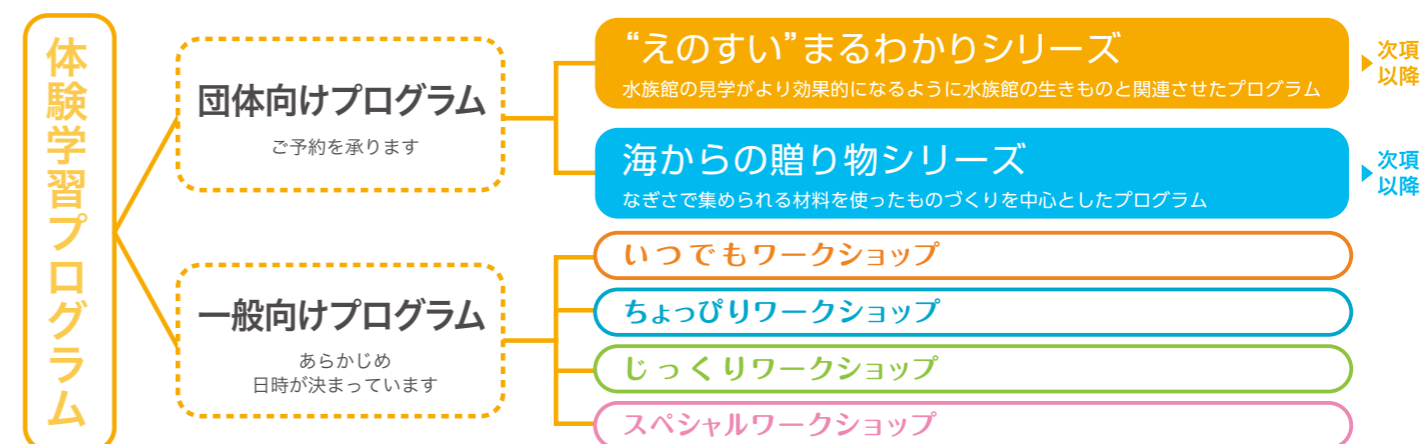 体験学習プログラム
団体向けプログラム
ご予約を承ります
“えのすい”まるわかりシリーズ
水族館の見学がより効果的になるように水族館の生きものと関連させたプログラム
次項
以降
海からの贈り物シリーズ
なぎさで集められる材料を使ったものづくりを中心としたプログラム
次項
以降
一般向けプログラム
あらかじめ
日時が決まっています
いつでもワークショップ
ちょっぴりワークショップ
じっくりワークショップ
スペシャルワークショップ